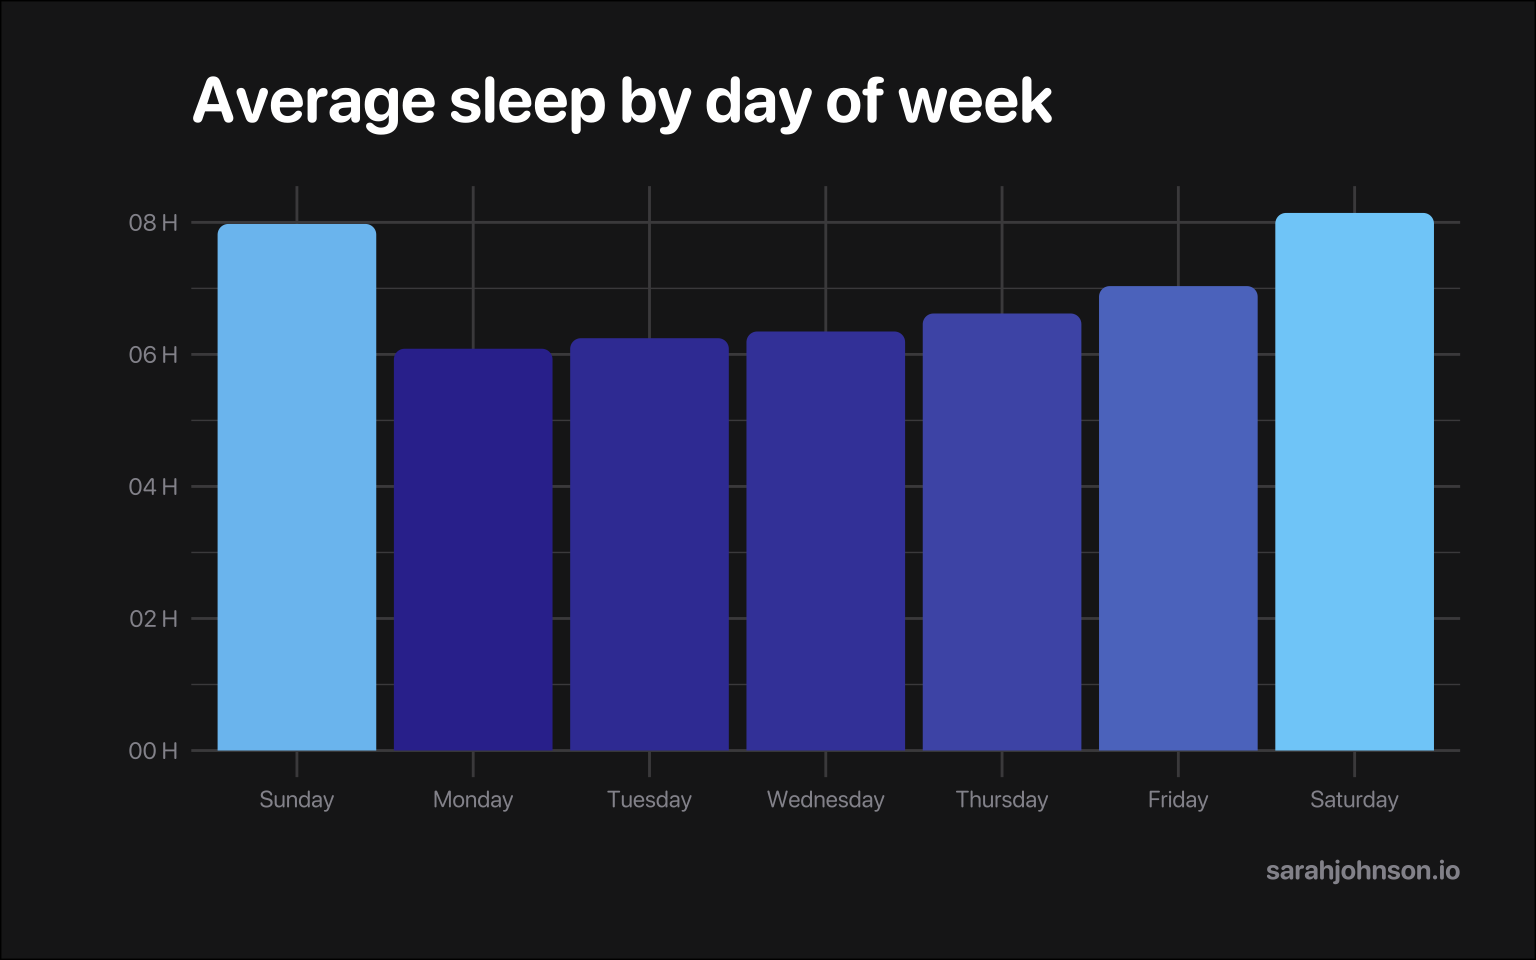 Average sleep by day of week
08 H
06 H
04 H
02 H
00 H
Sunday Monday Tuesday Wednesday Thursday Friday Saturday
sarahjohnson.io